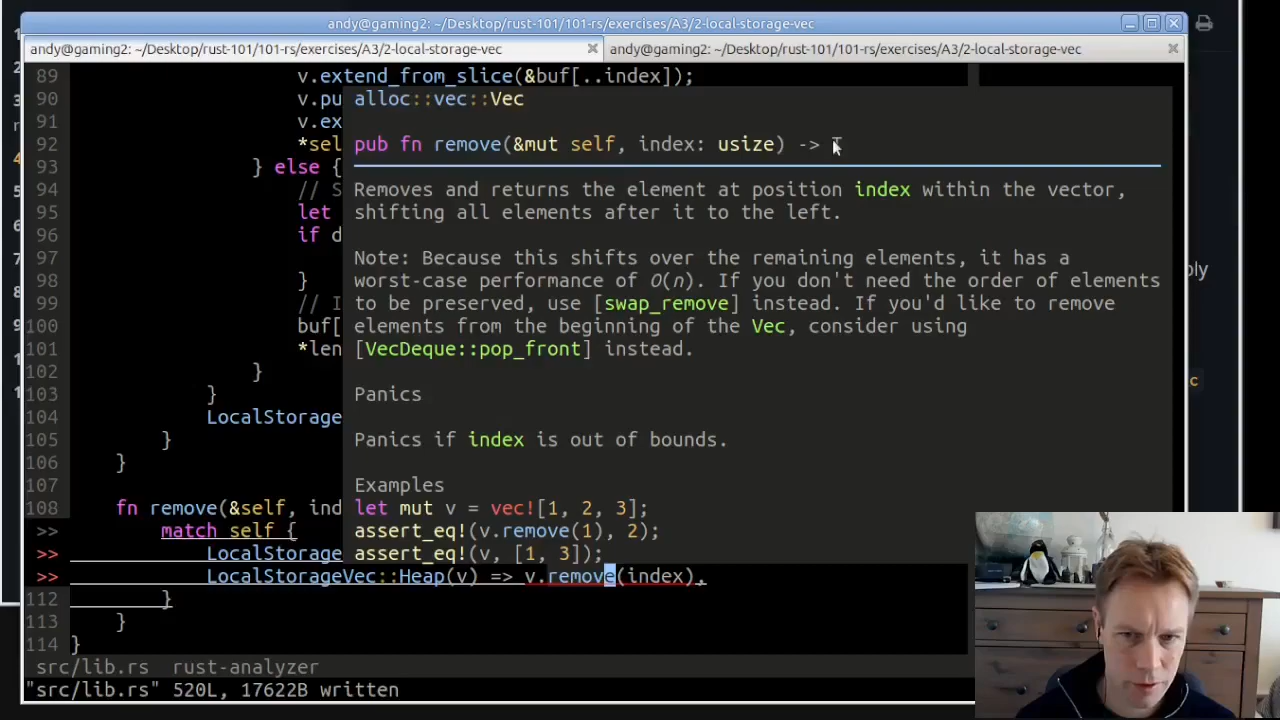 andy@gaming2: ~/Desktop/rust-101/101-rs/exercises/A3/2-local-storage-vec
andy@gaming2: ~/Desktop/rust-101/101-rs/exercises/A3/2-local-storage-vec
andy@gaming2: ~/Desktop/rust-101/101-rs/exercises/A3/2-local-storage-vec
89 v.extend_from_slice(&buf[..index]);
90 v.pu
alloc::vec::Vec
91 v.ex
92 *sel
pub fn remove(&mut self, index: usize) -> T
93 } else {
94 // S
Removes and returns the element at position index within the vector,
95 let
shifting all elements after it to the left.
96 if d
97
Note: Because this shifts over the remaining elements, it has a
98 }
worst-case performance of O(n). If you don't need the order of elements
99 // I
to be preserved, use [swap_remove] instead. If you'd like to remove
100 buf[
elements from the beginning of the Vec, consider using
101 *len
[VecDeque::pop_front] instead.
102 }
103 }
Panics
104 LocalStorage
105 }
Panics if index is out of bounds.
106 }
107
Examples
108 fn remove(&self, ind
let mut v = vec![1, 2, 3];
>> match self {
assert_eq!(v.remove(1), 2);
>> LocalStorage
assert_eq!(v, [1, 3]);
>> LocalStorageVec::Heap(v) => v.remove(index),
112 }
113 }
114 }
src/lib.rs rust-analyzer
"src/lib.rs" 520L, 17622B written
ply
c